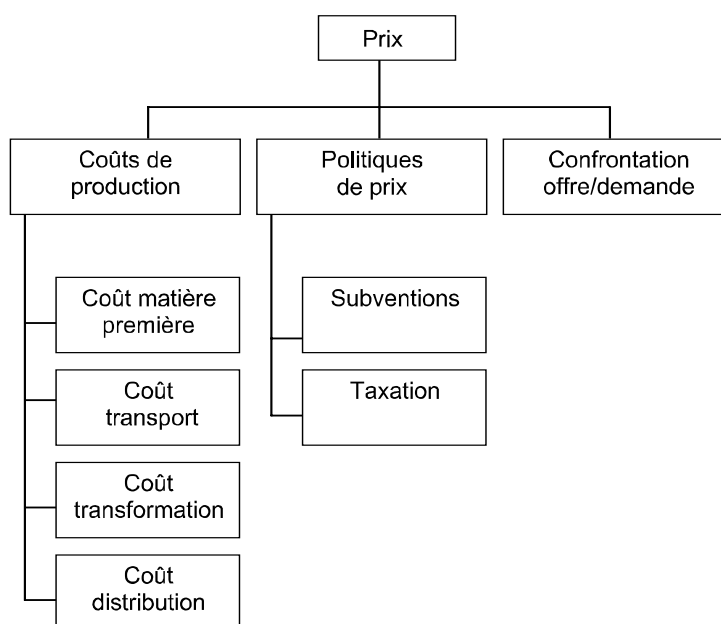 Prix
Coûts de
production
Politiques
de prix
Confrontation
offre/demande
Coût matière
première
Coût
transport
Coût
transformation
Coût
distribution
Subventions
Taxation